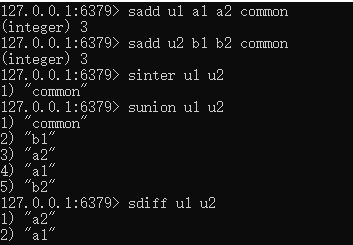 127.0.0.1:6379> sadd u1 a1 a2 common
(integer) 3
127.0.0.1:6379> sadd u2 b1 b2 common
(integer) 3
127.0.0.1:6379> sinter u1 u2
1) "common"
127.0.0.1:6379> sunion u1 u2
1) "common"
2) "b1"
3) "a2"
4) "a1"
5) "b2"
127.0.0.1:6379> sdiff u1 u2
1) "a2"
2) "a1"